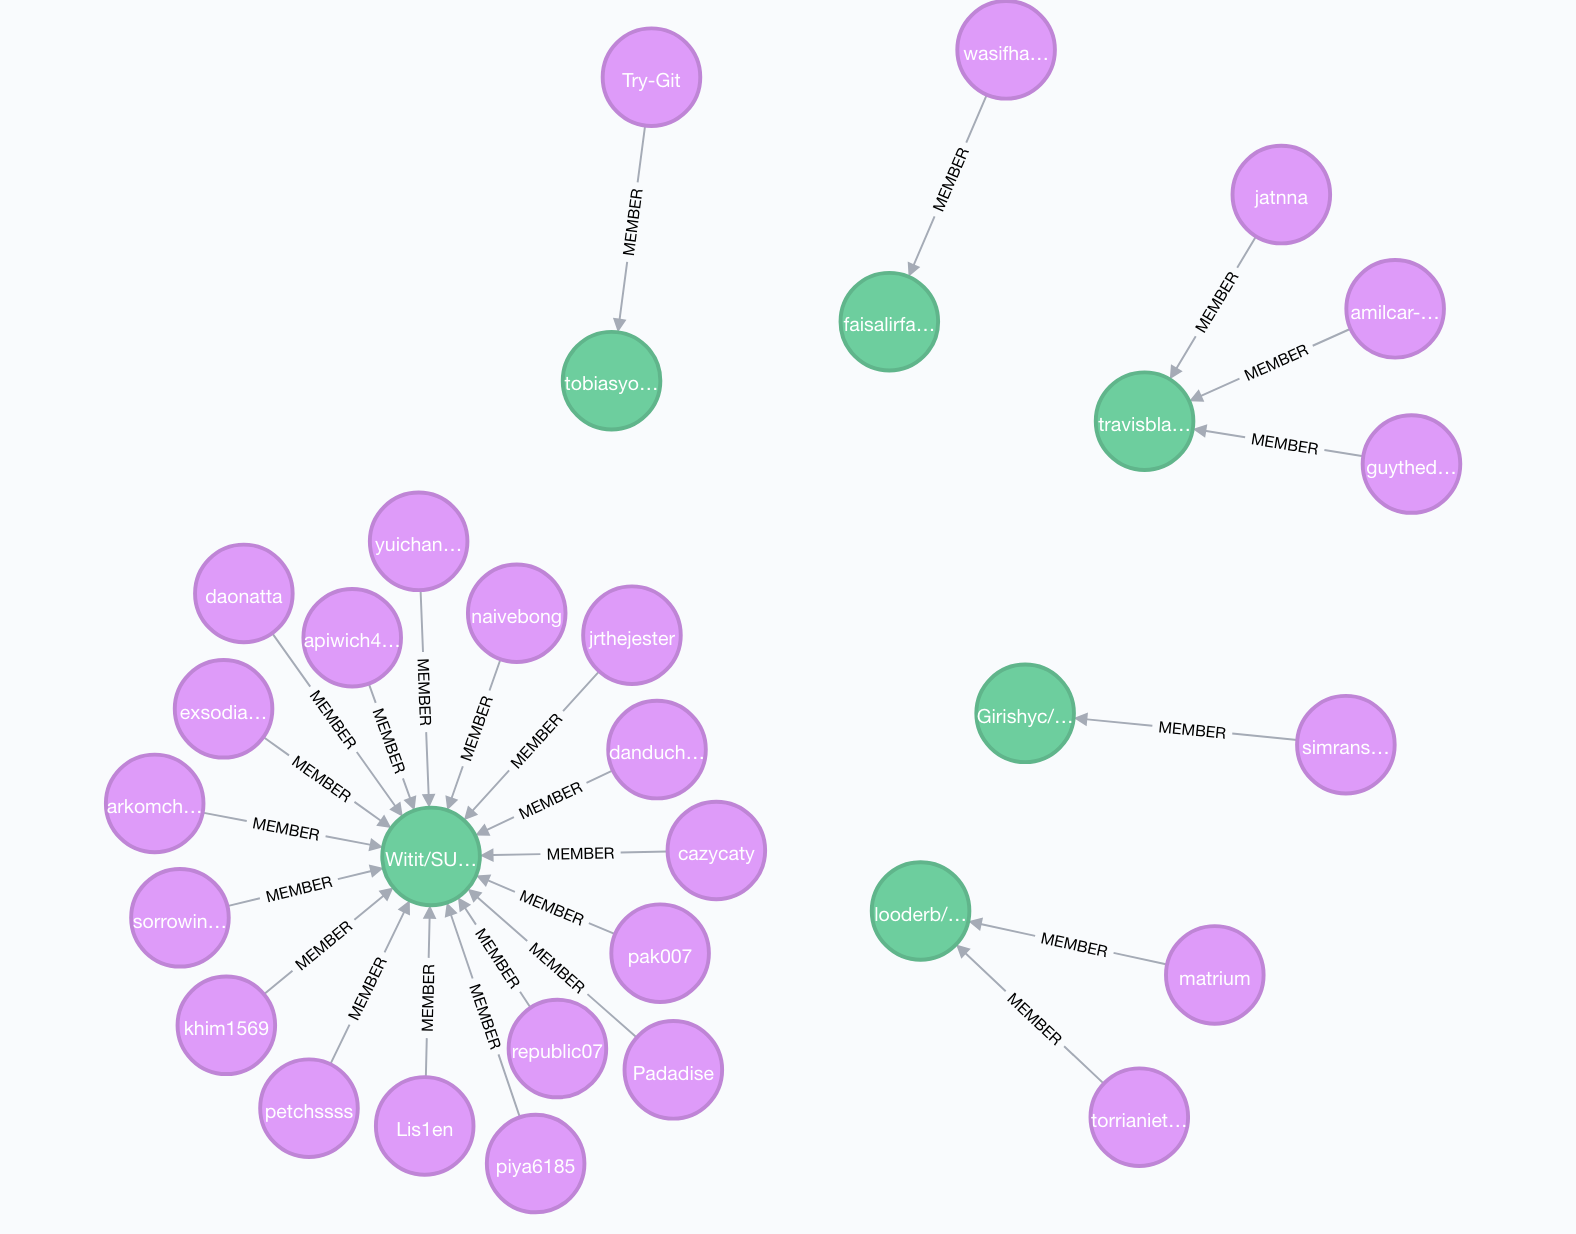 Try-Git
MEMBER
tobiasyo…
wasifha…
MEMBER
faisalirfa…
jatnna
MEMBER
amilcar-…
MEMBER
travisbla…
MEMBER
guythed…
yuichan…
MEMBER
daonatta
MEMBER
apiwich4…
MEMBER
naivebong
MEMBER
jrthejester
MEMBER
exsodia…
MEMBER
danduch…
MEMBER
arkomch…
MEMBER
Witit/SU…
MEMBER
cazycaty
sorrowin…
MEMBER
MEMBER
pak007
khim1569
MEMBER
petchssss
MEMBER
Lis1en
MEMBER
piya6185
MEMBER
republic07
MEMBER
Padadise
MEMBER
Girishyc/…
MEMBER
simrans…
looderb/…
MEMBER
matrium
MEMBER
torrianiet…